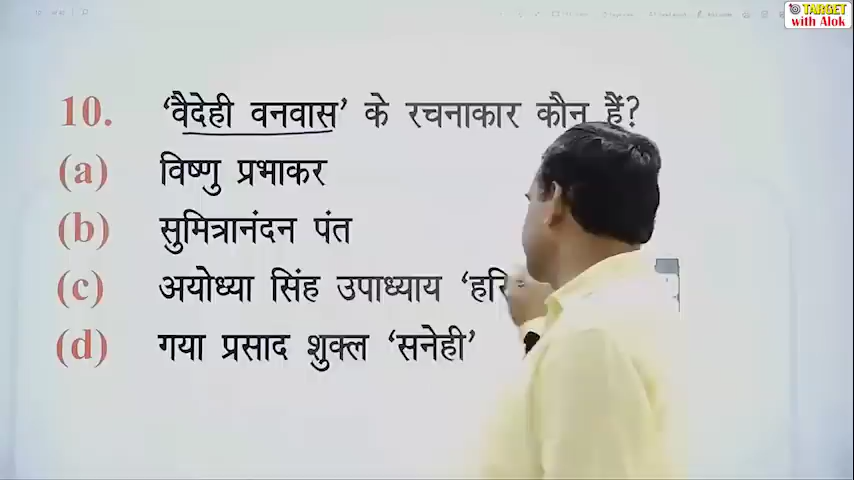 TARGET
with Alok
10. ‘वैदेही वनवास’ के रचनाकार कौन हैं?
(a) विष्णु प्रभाकर
(b) सुमित्रानंदन पंत
(c) अयोध्या सिंह उपाध्याय
(d) गया प्रसाद शुक्ल ‘सनेही’